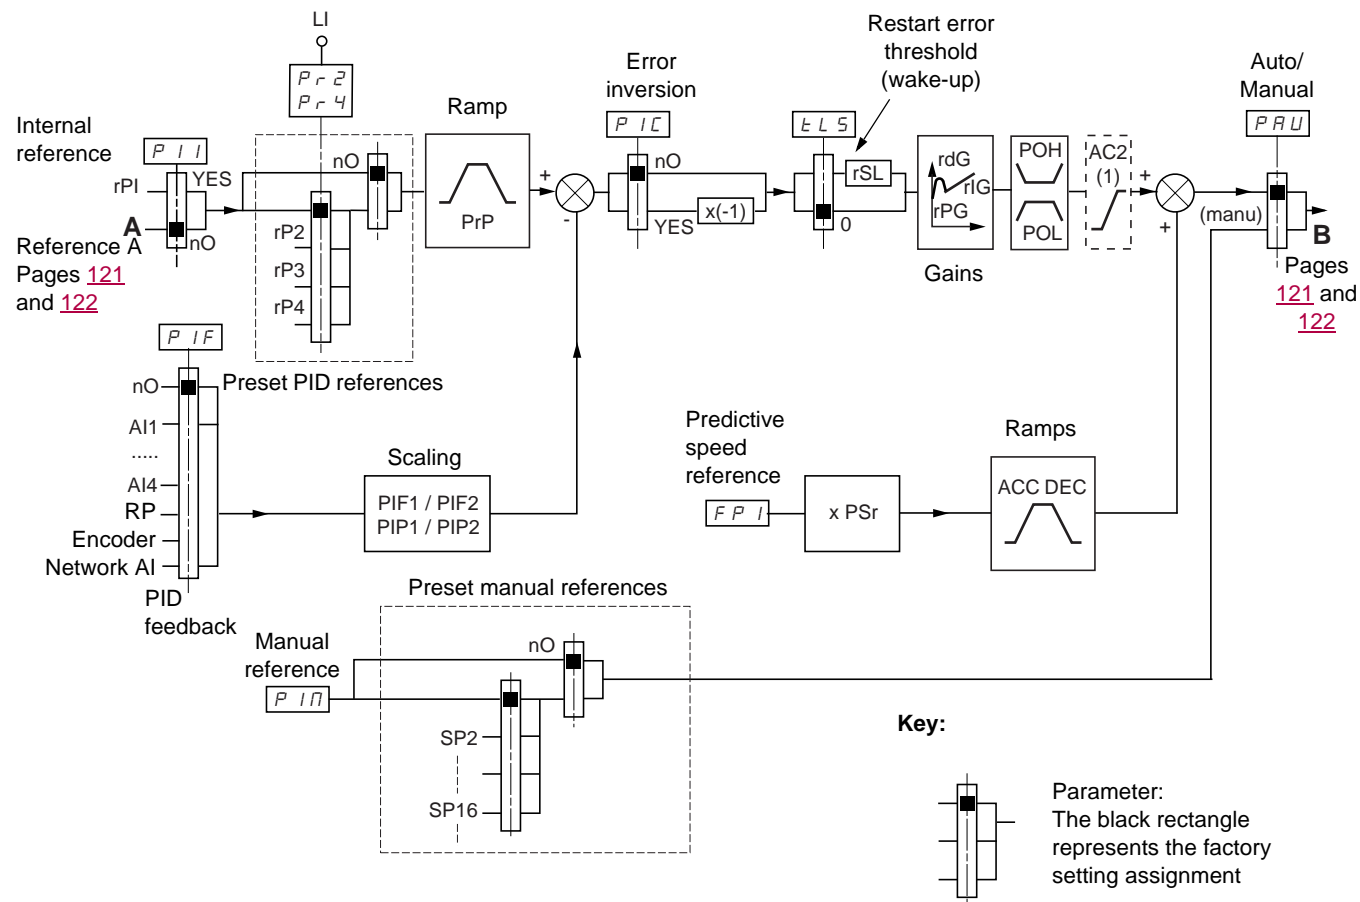 LI
Pr2
Pr4
Internal
reference
PII
rPI
YES
A
nO
Reference A
Pages 121
and 122
nO
rP2
rP3
rP4
Preset PID references
Ramp
PrP
+
-
Error
inversion
PIC
nO
YES
x(-1)
Restart error
threshold
(wake-up)
tLS
rSL
0
rdG
rIG
rPG
Gains
POH
POL
AC2
(1)
+
+
Auto/
Manual
PAU
(manu)
B
Pages
121 and
122
PIF
nO
AI1
.....
AI4
RP
Encoder
Network AI
PID
feedback
Scaling
PIF1 / PIF2
PIP1 / PIP2
Predictive
speed
reference
FPI
x PSr
Ramps
ACC DEC
Preset manual references
Manual
reference
PIM
nO
SP2
SP16
Key:
Parameter:
The black rectangle
represents the factory
setting assignment